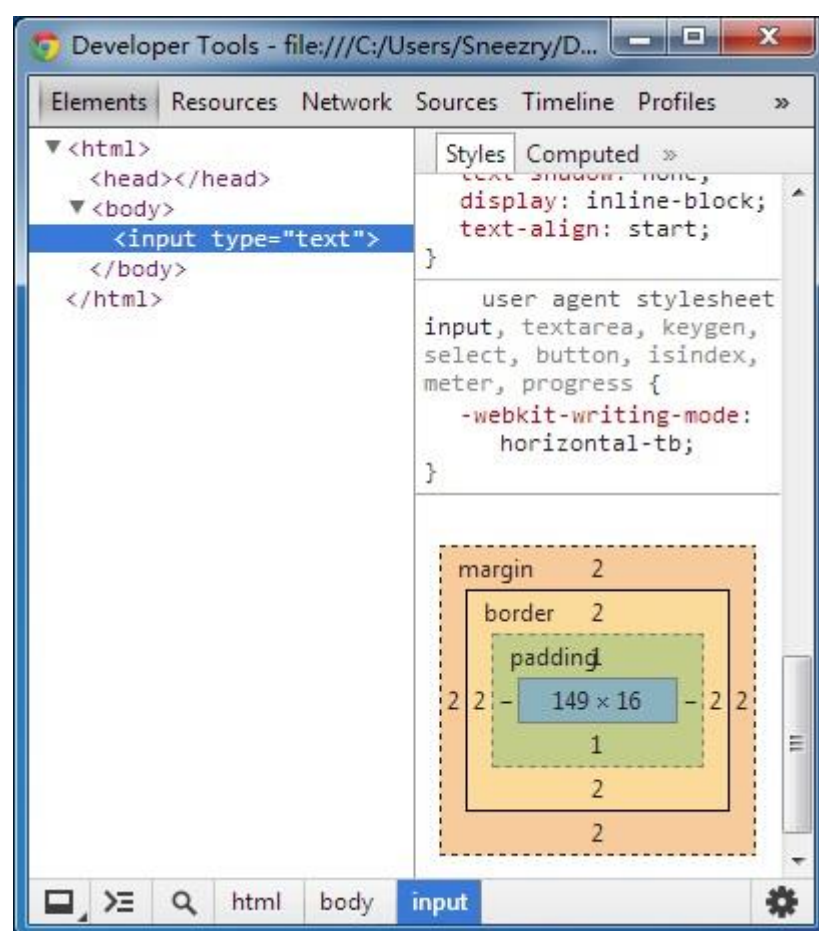 Developer Tools - file:///C:/Users/Sneezry/D...
Elements Resources Network Sources Timeline Profiles »
▼<html>
<head></head>
▼<body>
<input type="text">
</body>
</html>
Styles Computed »
text-shadow: none;
display: inline-block;
text-align: start;
}
user agent stylesheet
input, textarea, keygen,
select, button, isindex,
meter, progress {
-webkit-writing-mode:
horizontal-tb;
}
margin 2
border 2
padding 1
2 2 – 149 × 16 – 2 2
1
2
2
html body input